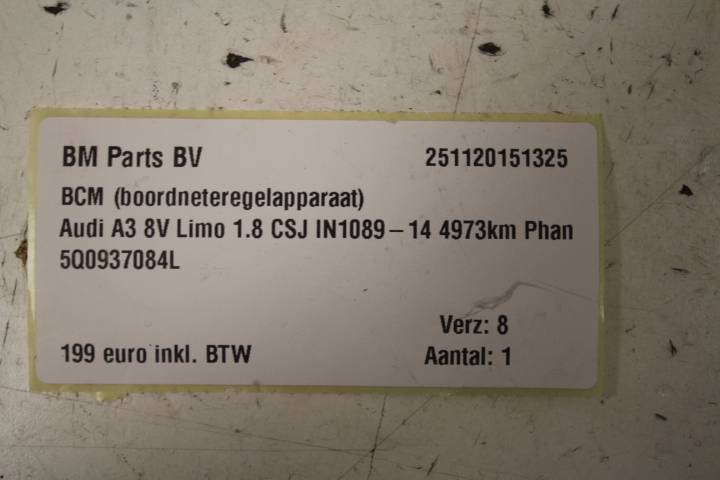 BM Parts BV 251120151325
BCM (boordneteregelapparaat)
Audi A3 8V Limo 1.8 CSJ IN1089-14 4973km Phan
5Q0937084L
Verz: 8
199 euro inkl. BTW Aantal: 1